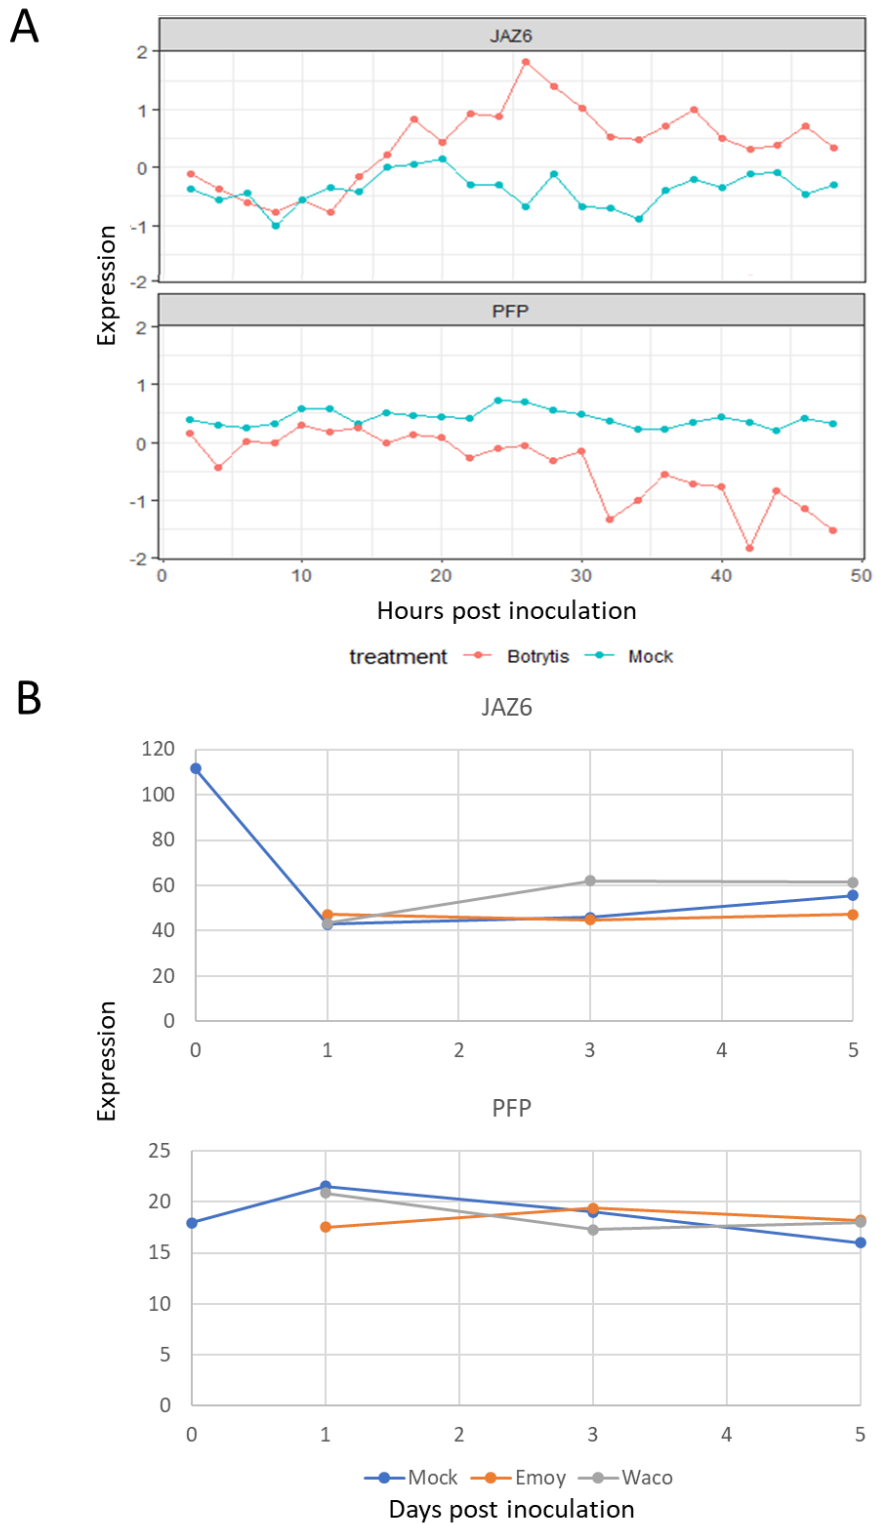 A
JAZ6
2
1
0
-1
-2
Expression
PFP
2
1
0
-1
-2
0 10 20 30 40 50
Hours post inoculation
treatment Botrytis Mock
B
JAZ6
120
100
80
60
40
20
0
0 1 2 3 4 5
Expression
PFP
25
20
15
10
5
0
0 1 2 3 4 5
Mock Emoy Waco
Days post inoculation